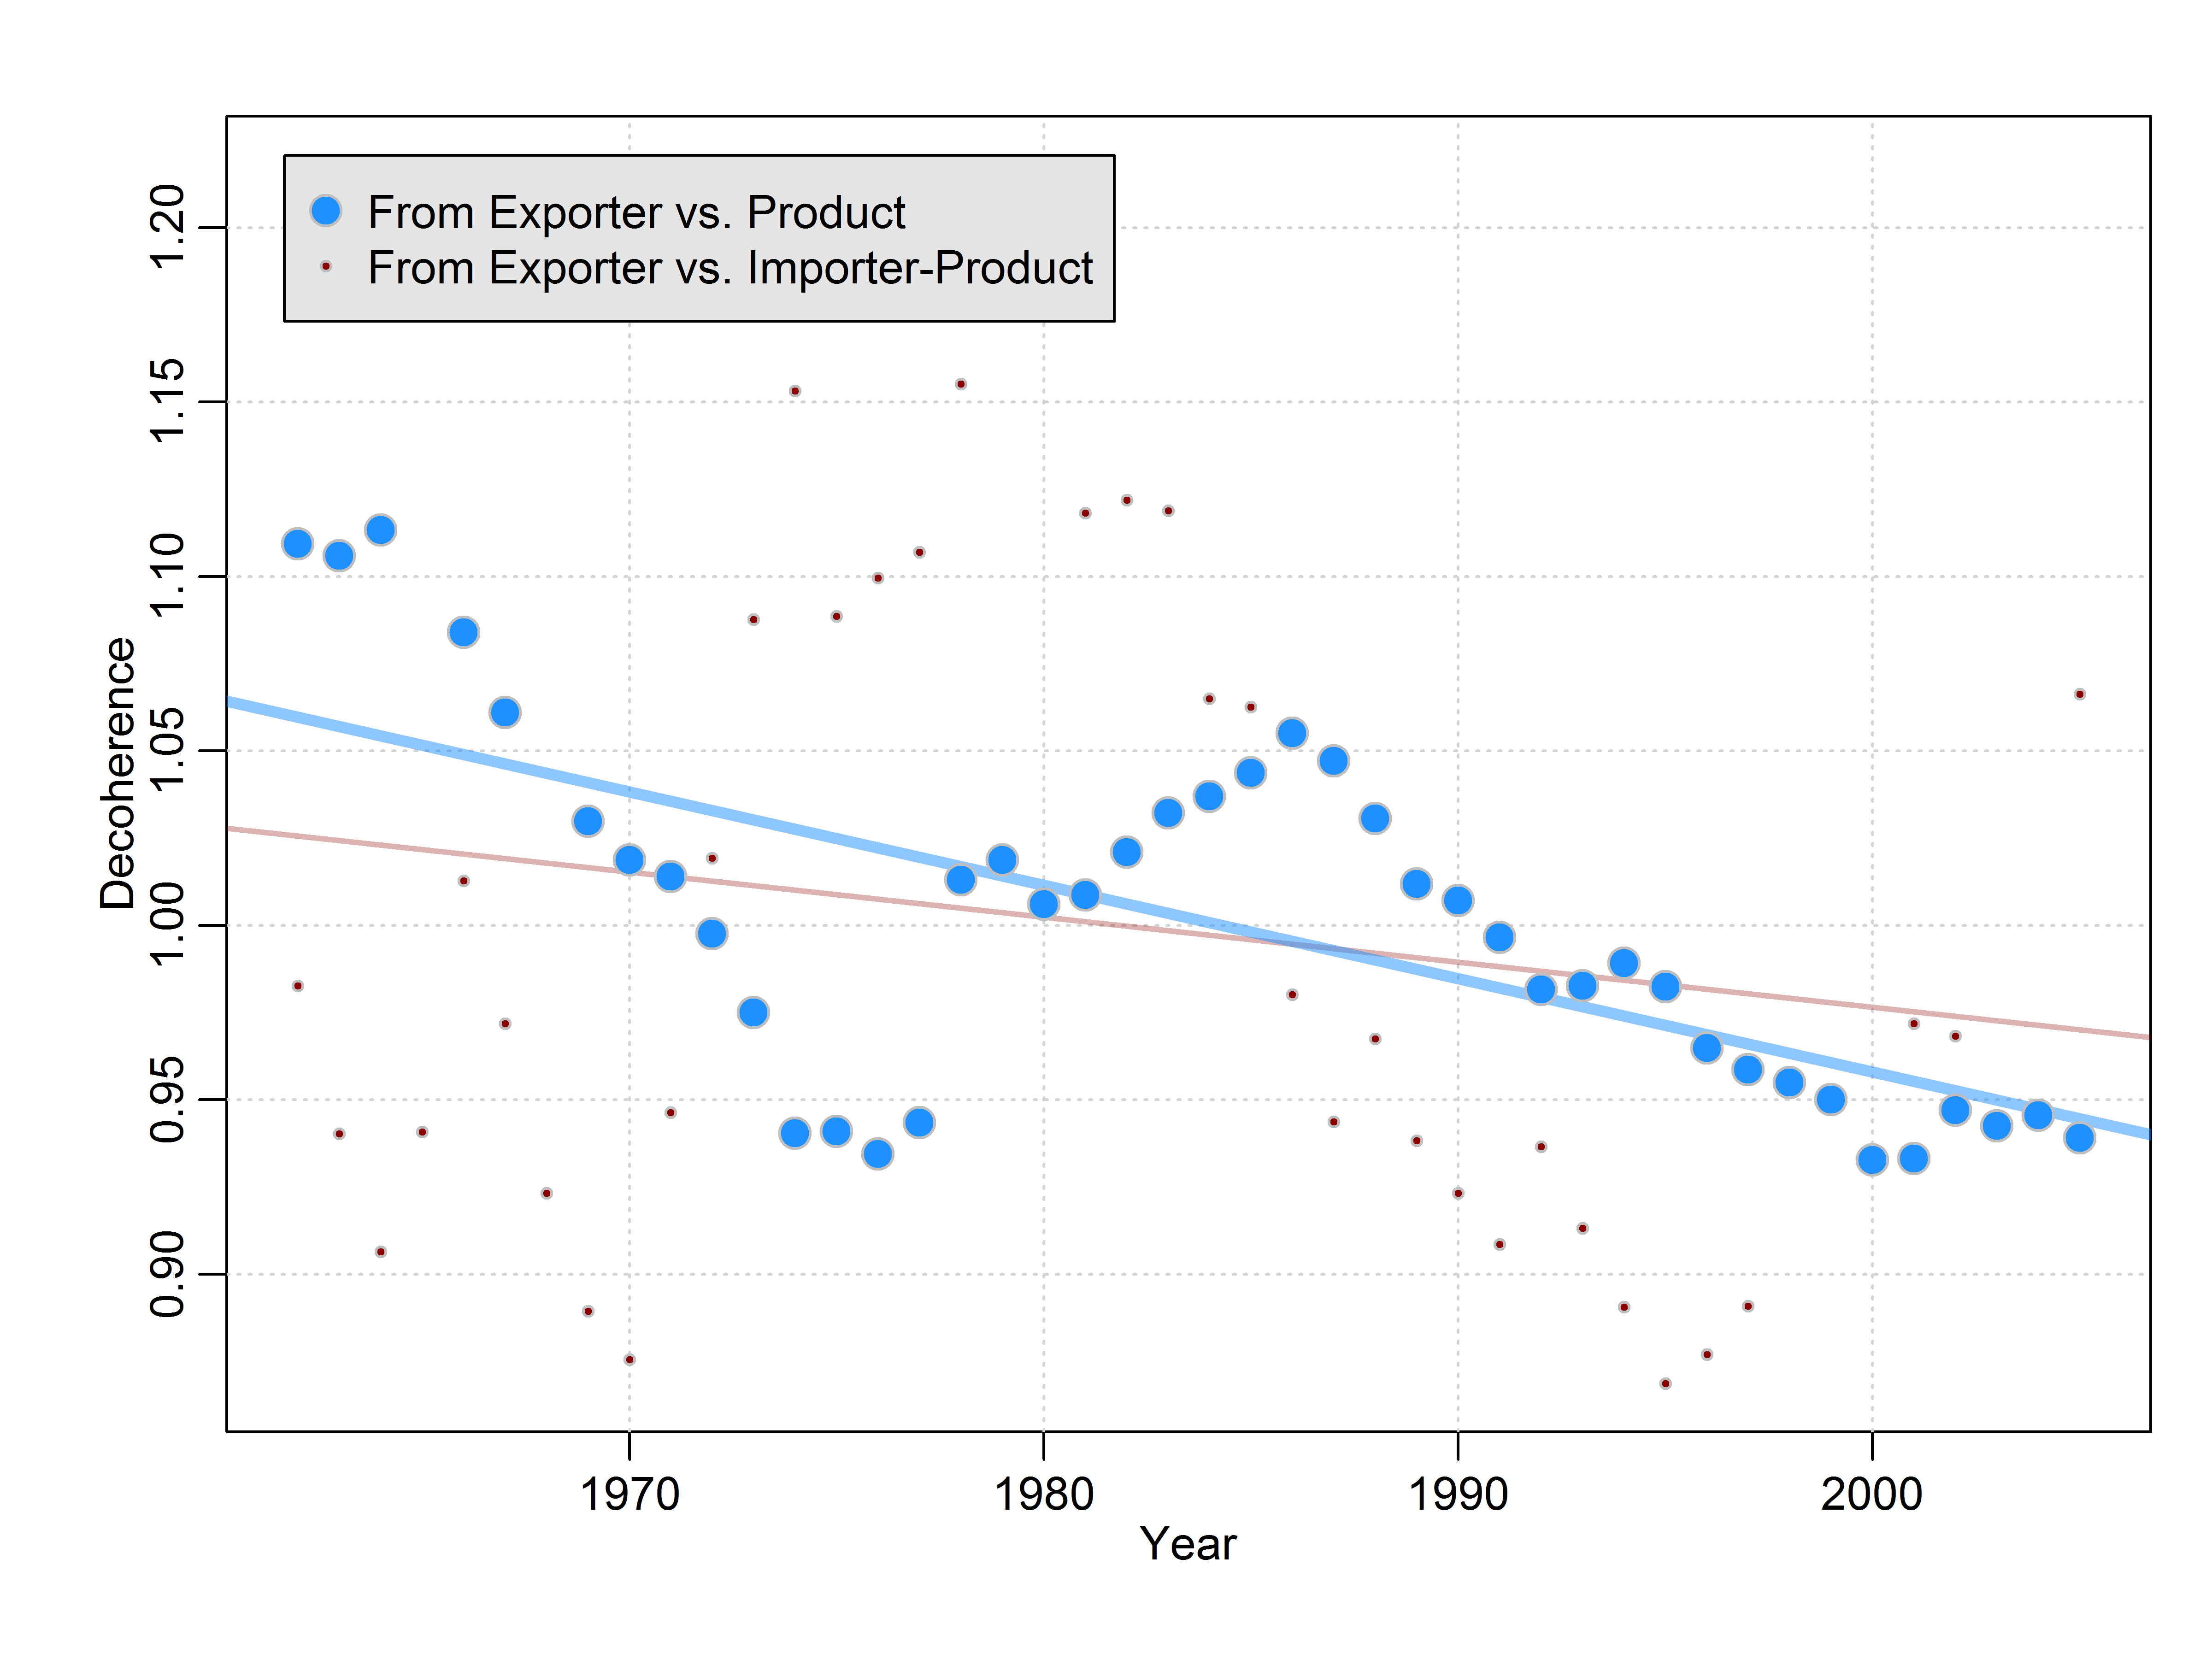 From Exporter vs. Product
From Exporter vs. Importer-Product
1.20
1.15
1.10
1.05
1.00
0.95
0.90
Decoherence
1970 1980 1990 2000
Year